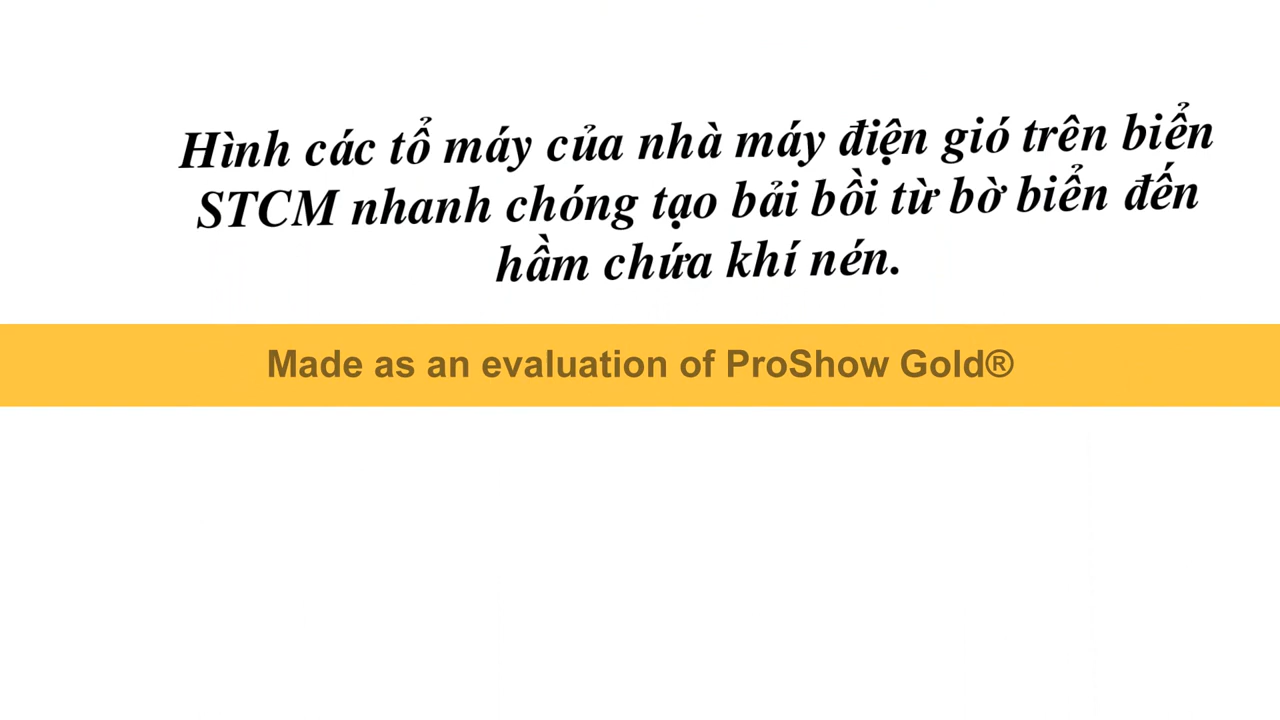 Hình các tổ máy của nhà máy điện gió trên biển
STCM nhanh chóng tạo bải bồi từ bờ biển đến
hầm chứa khí nén.
Made as an evaluation of ProShow Gold®